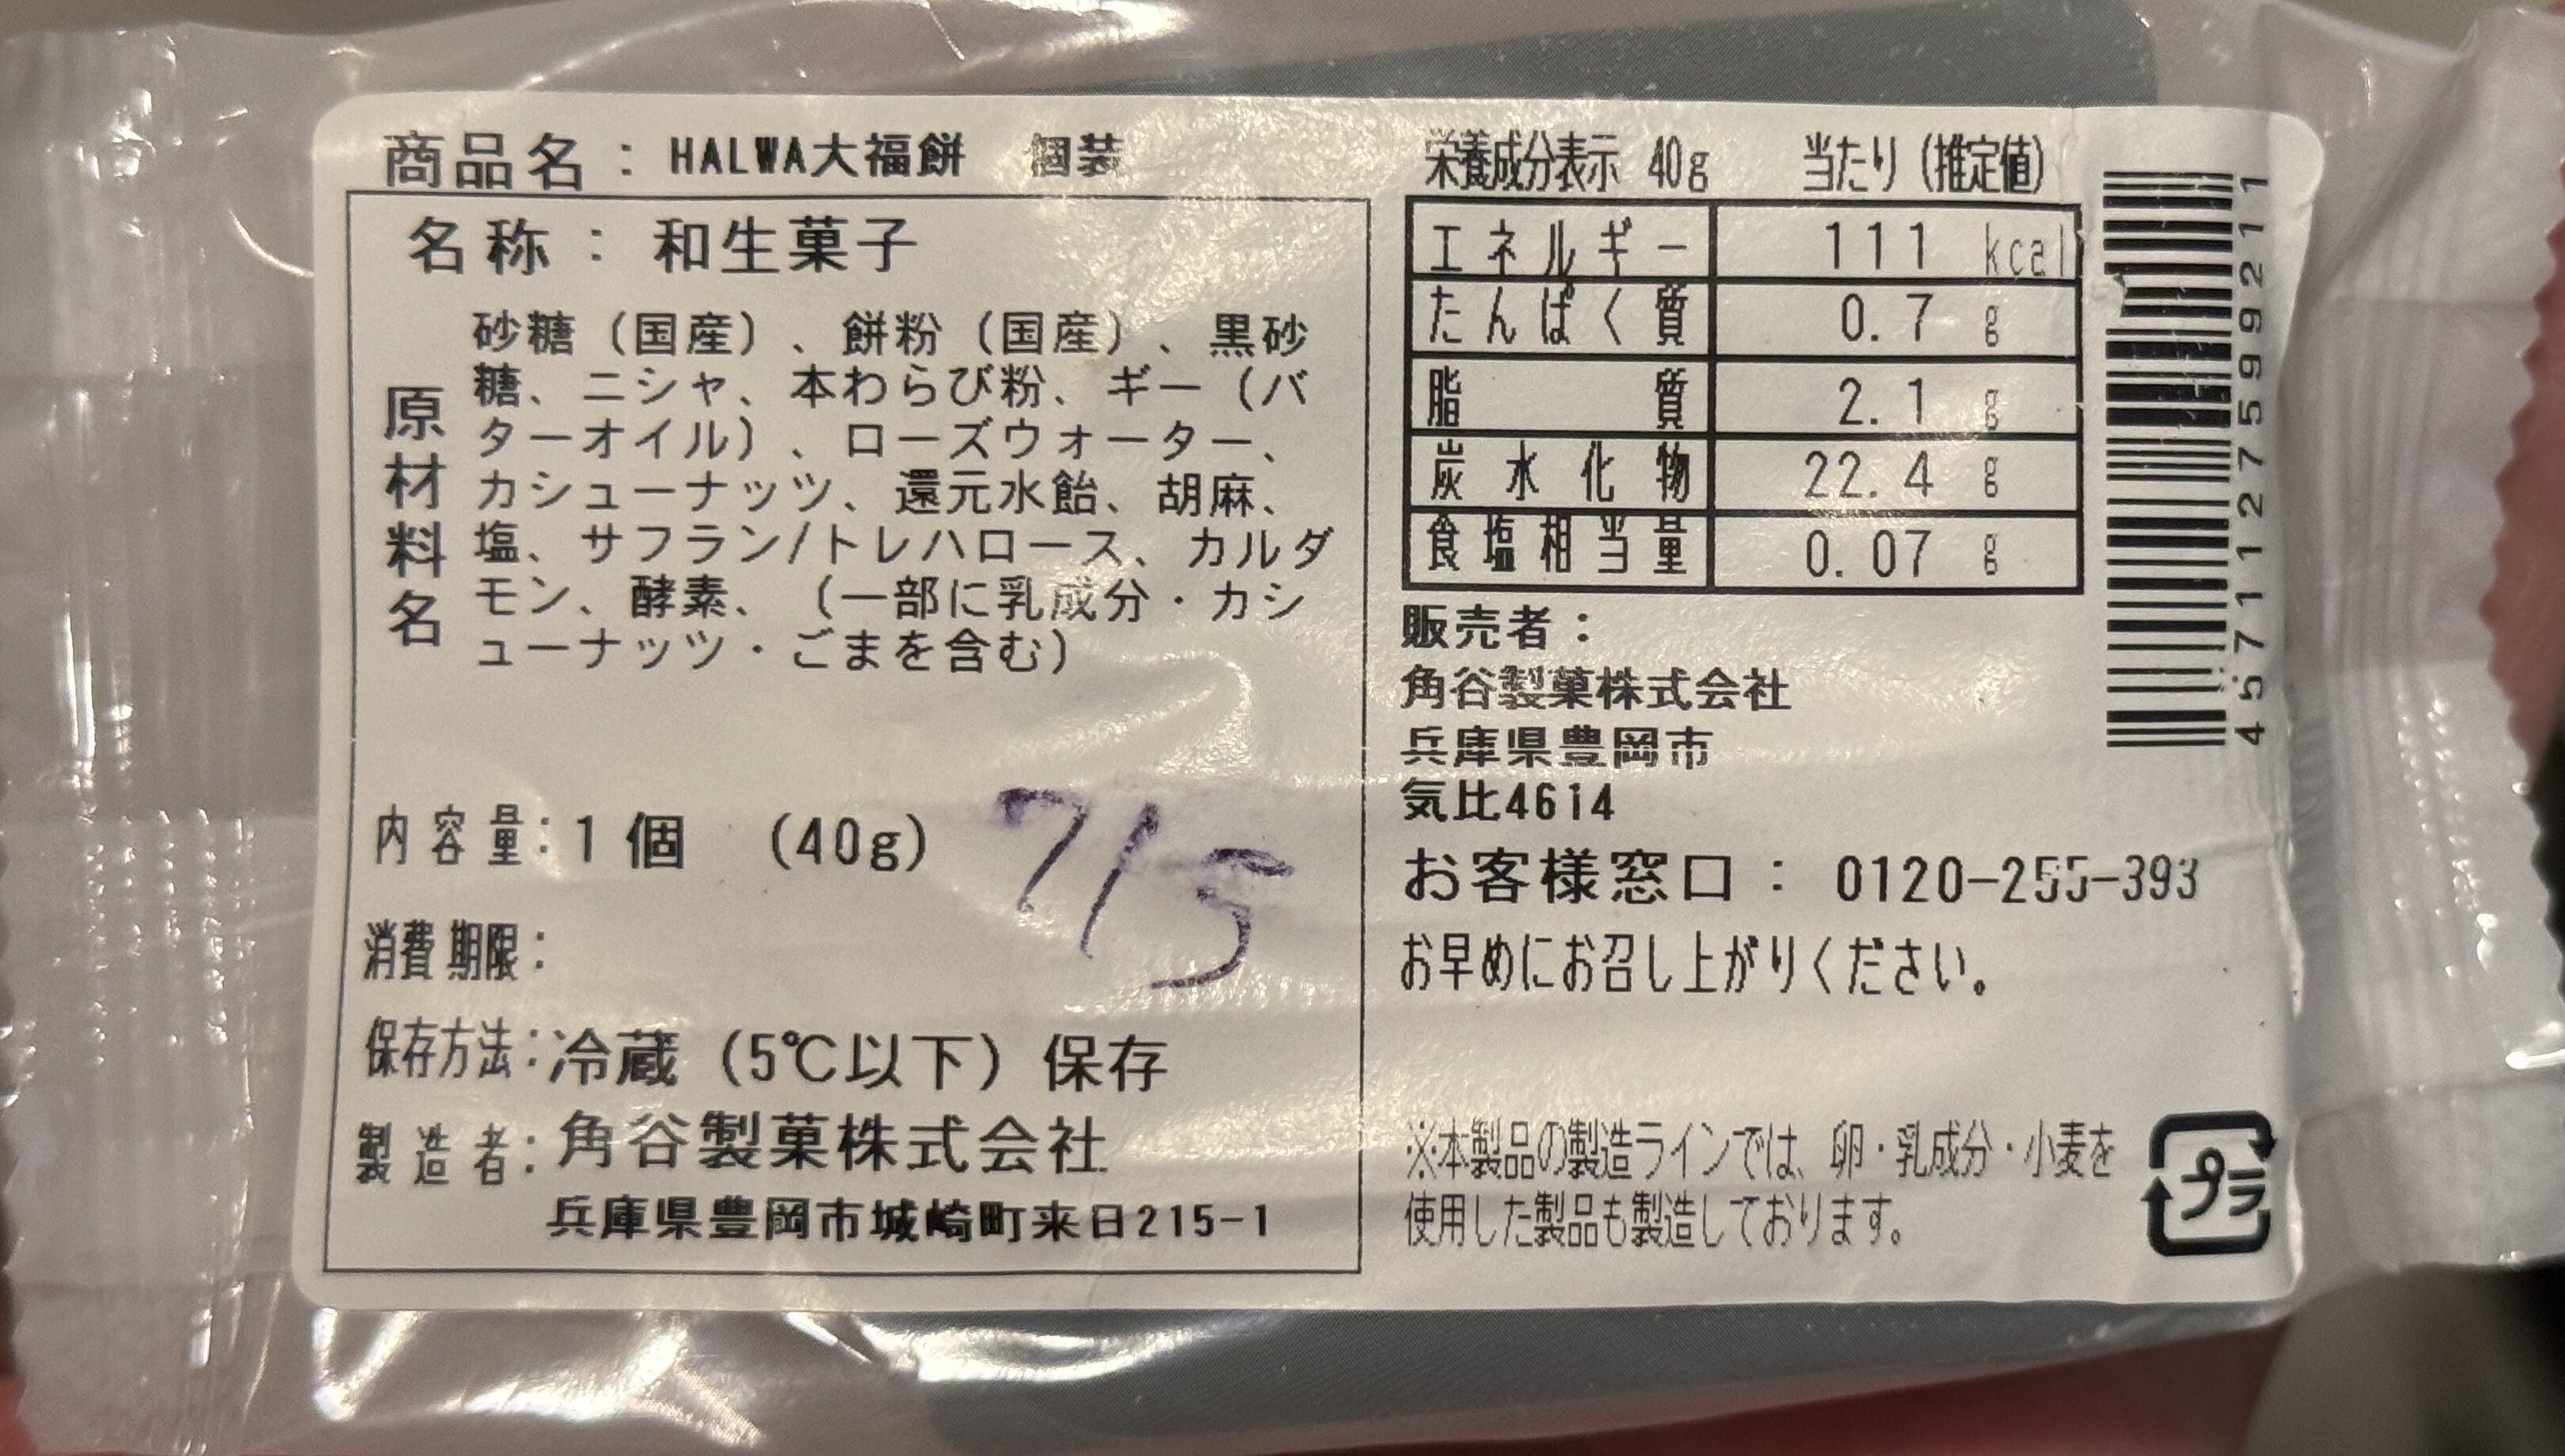 商品名：HALWA大福餅　個装
名称：和生菓子
原材料名
砂糖（国産）、餅粉（国産）、黒砂
糖、ニシャ、本わらび粉、ギー（バ
ターオイル）、ローズウォーター、
カシューナッツ、還元水飴、胡麻、
塩、サフラン/トレハロース、カルダ
モン、酵素、（一部に乳成分・カシ
ューナッツ・ごまを含む）
内容量：1個　(40g)
7/5
消費期限：
保存方法：冷蔵（5℃以下）保存
製造者：角谷製菓株式会社
兵庫県豊岡市城崎町来日215-1
栄養成分表示 40g　当たり（推定値）
エネルギー 111 kcal
たんぱく質 0.7 g
脂質 2.1 g
炭水化物 22.4 g
食塩相当量 0.07 g
販売者：
角谷製菓株式会社
兵庫県豊岡市
気比4614
お客様窓口：0120-255-393
お早めにお召し上がりください。
※本製品の製造ラインでは、卵・乳成分・小麦を
使用した製品も製造しております。
プラ
4571127599211